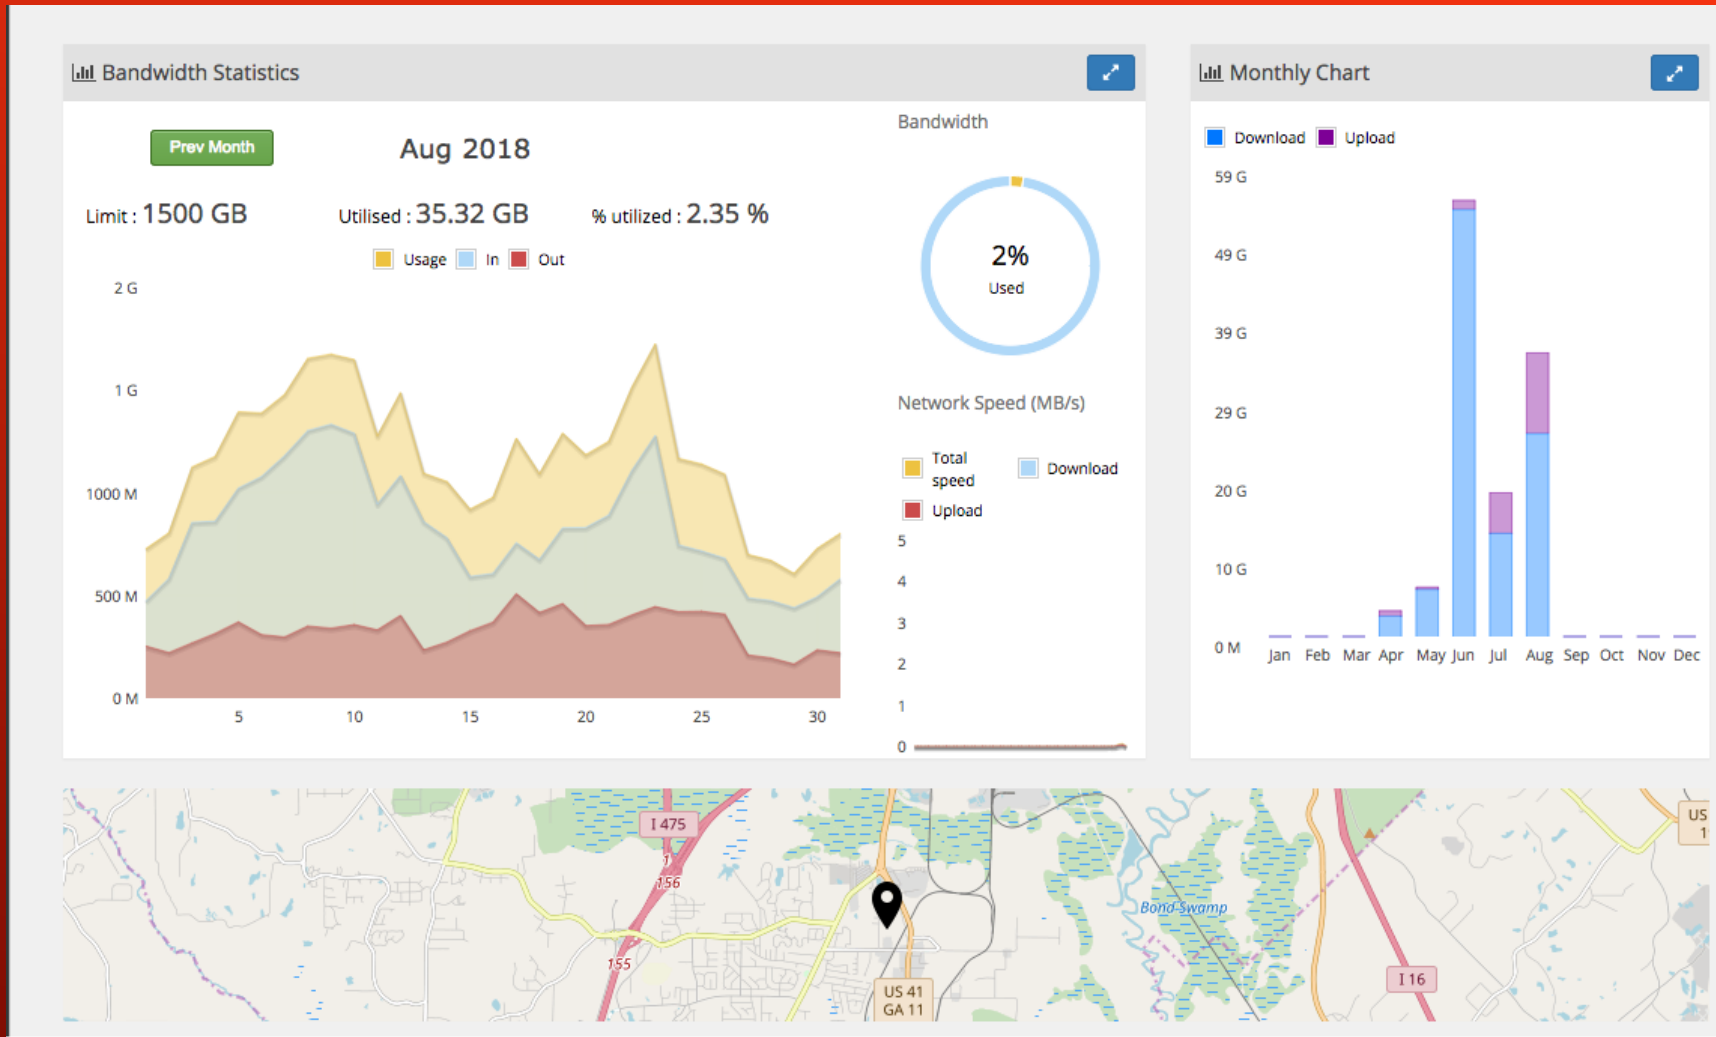 Bandwidth Statistics
Prev Month
Aug 2018
Limit : 1500 GB
Utilised : 35.32 GB
% utilized : 2.35 %
Usage In Out
2 G
1 G
1000 M
500 M
0 M
5 10 15 20 25 30
Bandwidth
2%
Used
Network Speed (MB/s)
Total
speed
Download
Upload
5
4
3
2
1
0
Monthly Chart
Download Upload
59 G
49 G
39 G
29 G
20 G
10 G
0 M
Jan Feb Mar Apr May Jun Jul Aug Sep Oct Nov Dec
I 475
1
156
155
US 41
GA 11
Bond Swamp
I 16
US